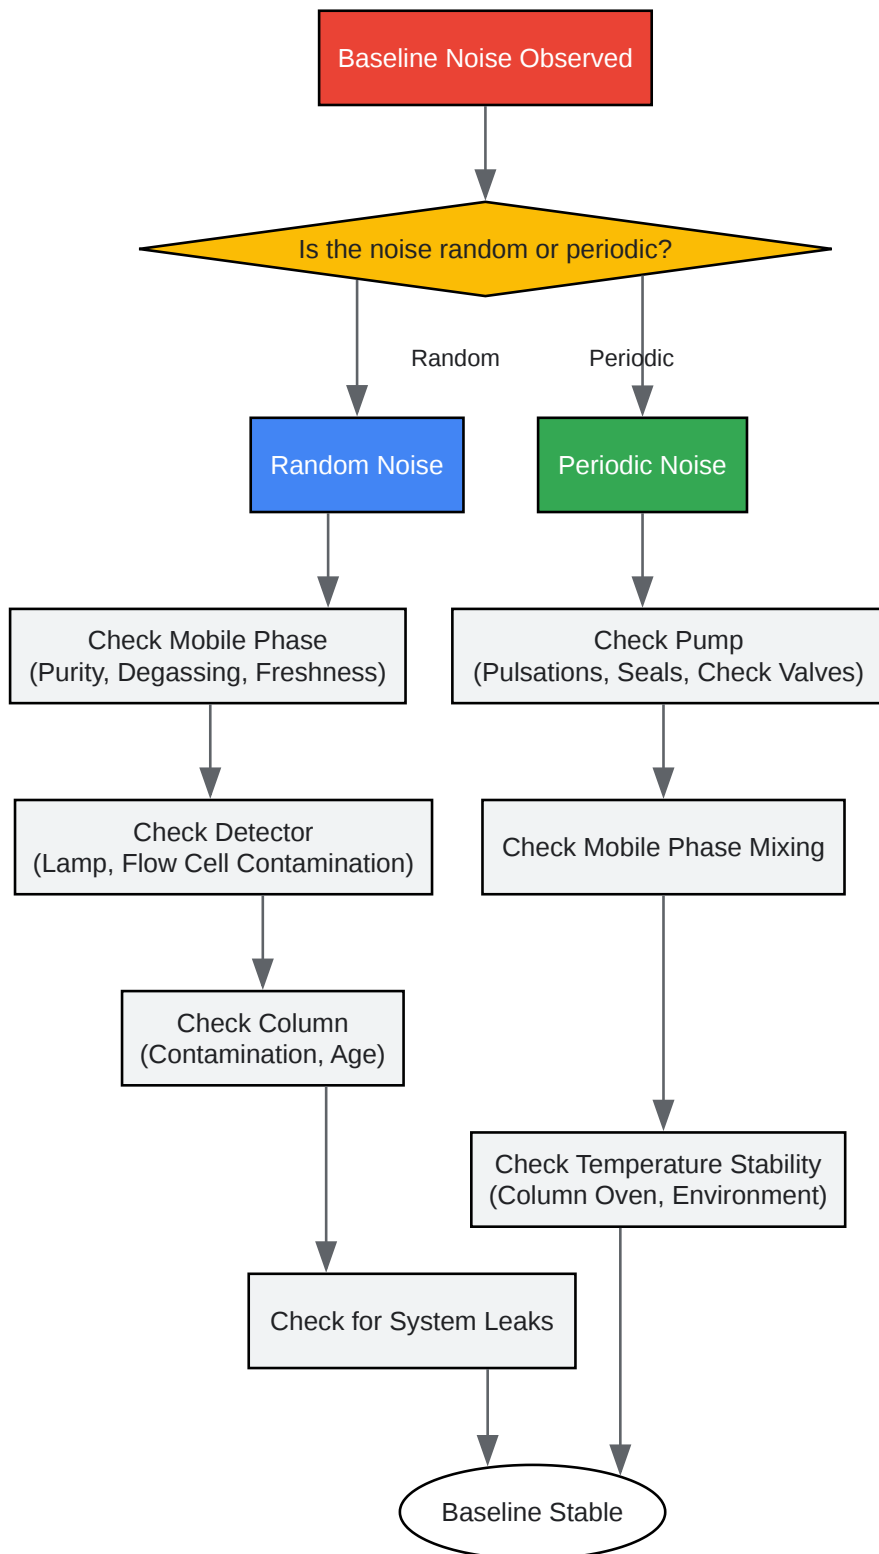 Baseline Noise Observed
Is the noise random or periodic?
Random
Periodic
Random Noise
Periodic Noise
Check Mobile Phase
(Purity, Degassing, Freshness)
Check Pump
(Pulsations, Seals, Check Valves)
Check Detector
(Lamp, Flow Cell Contamination)
Check Mobile Phase Mixing
Check Column
(Contamination, Age)
Check Temperature Stability
(Column Oven, Environment)
Check for System Leaks
Baseline Stable